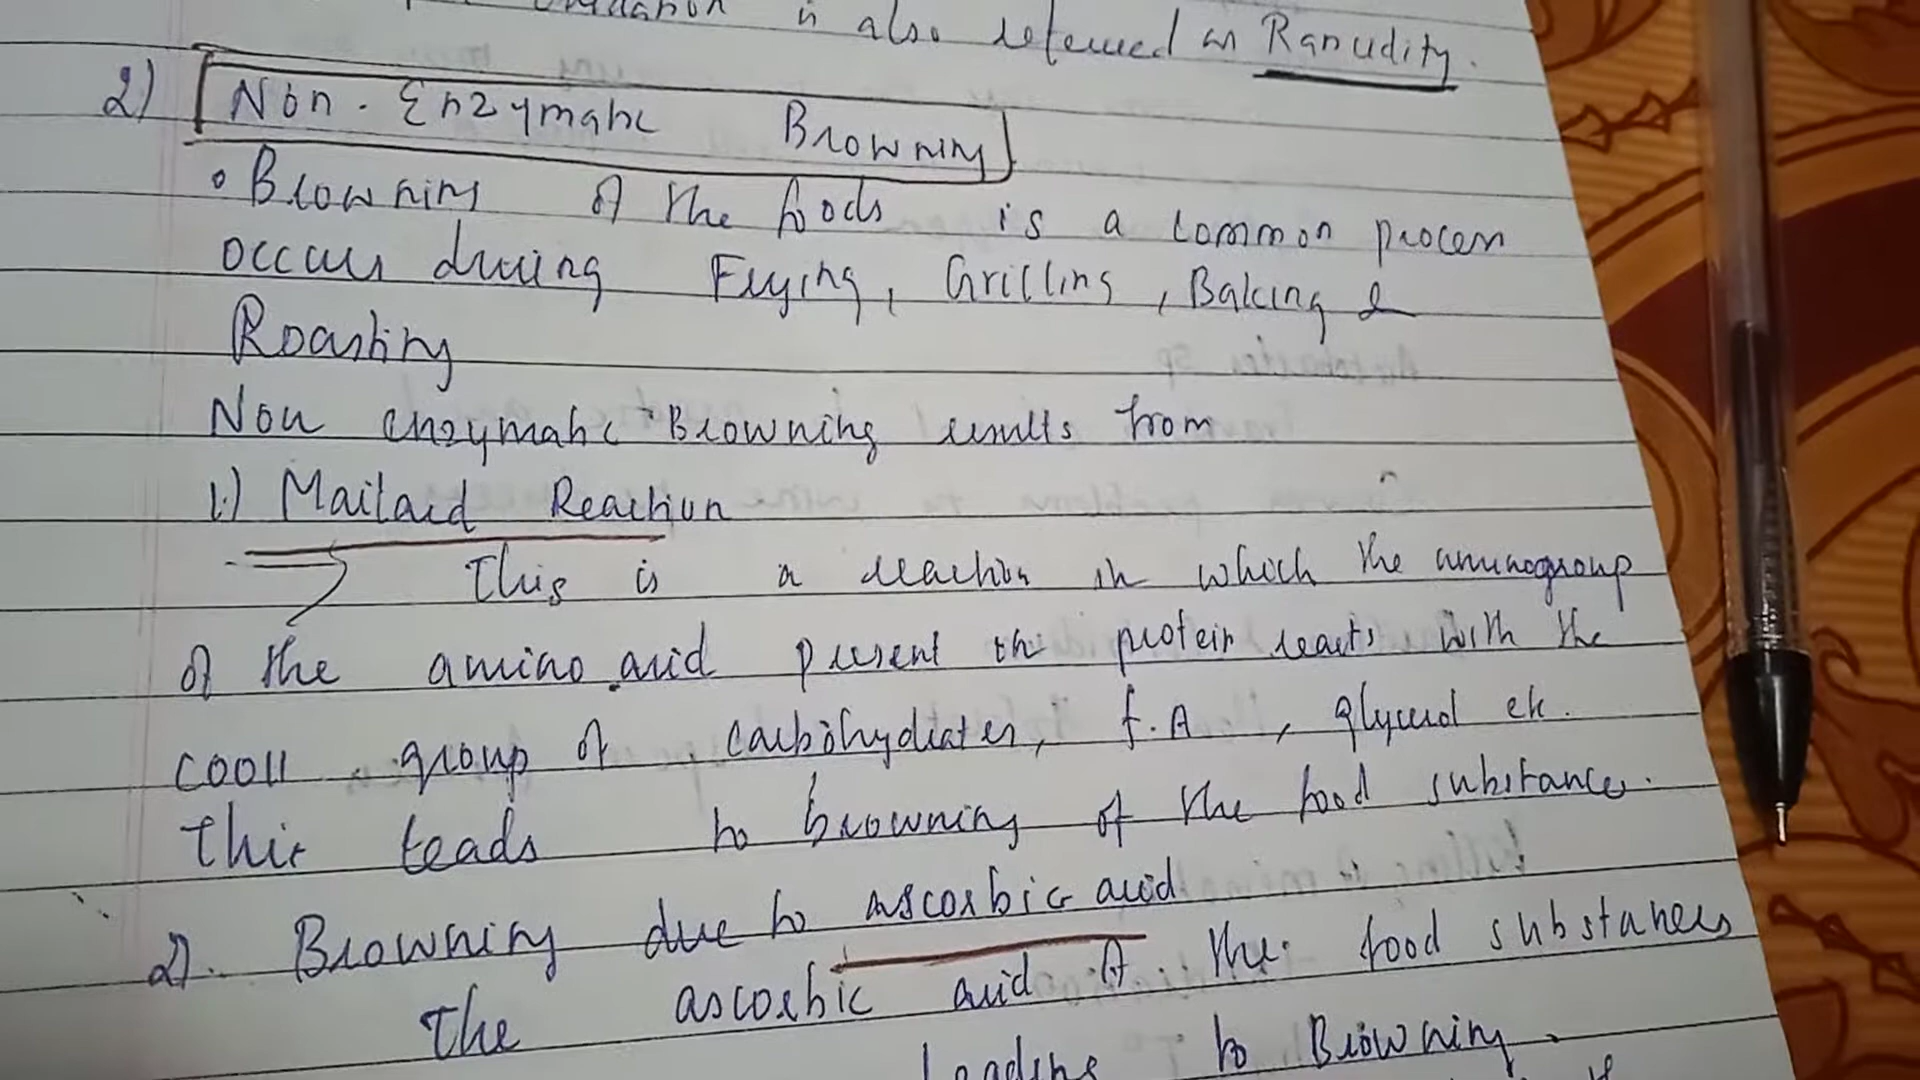 is also refered as Rancidity.
2) Non-Enzymatic Browning
• Browning of the foods is a common process
occurs during Frying, Grilling, Baking &
Roasting
Non enzymatic Browning results from
1.) Mailard Reaction
This is a reaction in which the aminogroup
of the amino acid present the protein reacts with the
COOH group of carbohydrates, f.A, glycerol etc.
this leads to browning of the food substance.
2). Browning due to ascorbic acid
The ascorbic acid of the food substances
leading to Browning.